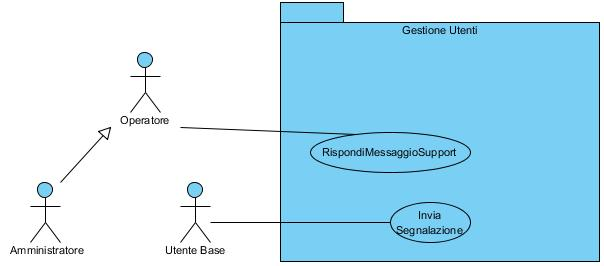 Gestione Utenti
Operatore
RispondiMessaggioSupport
Amministratore
Utente Base
Invia
Segnalazione